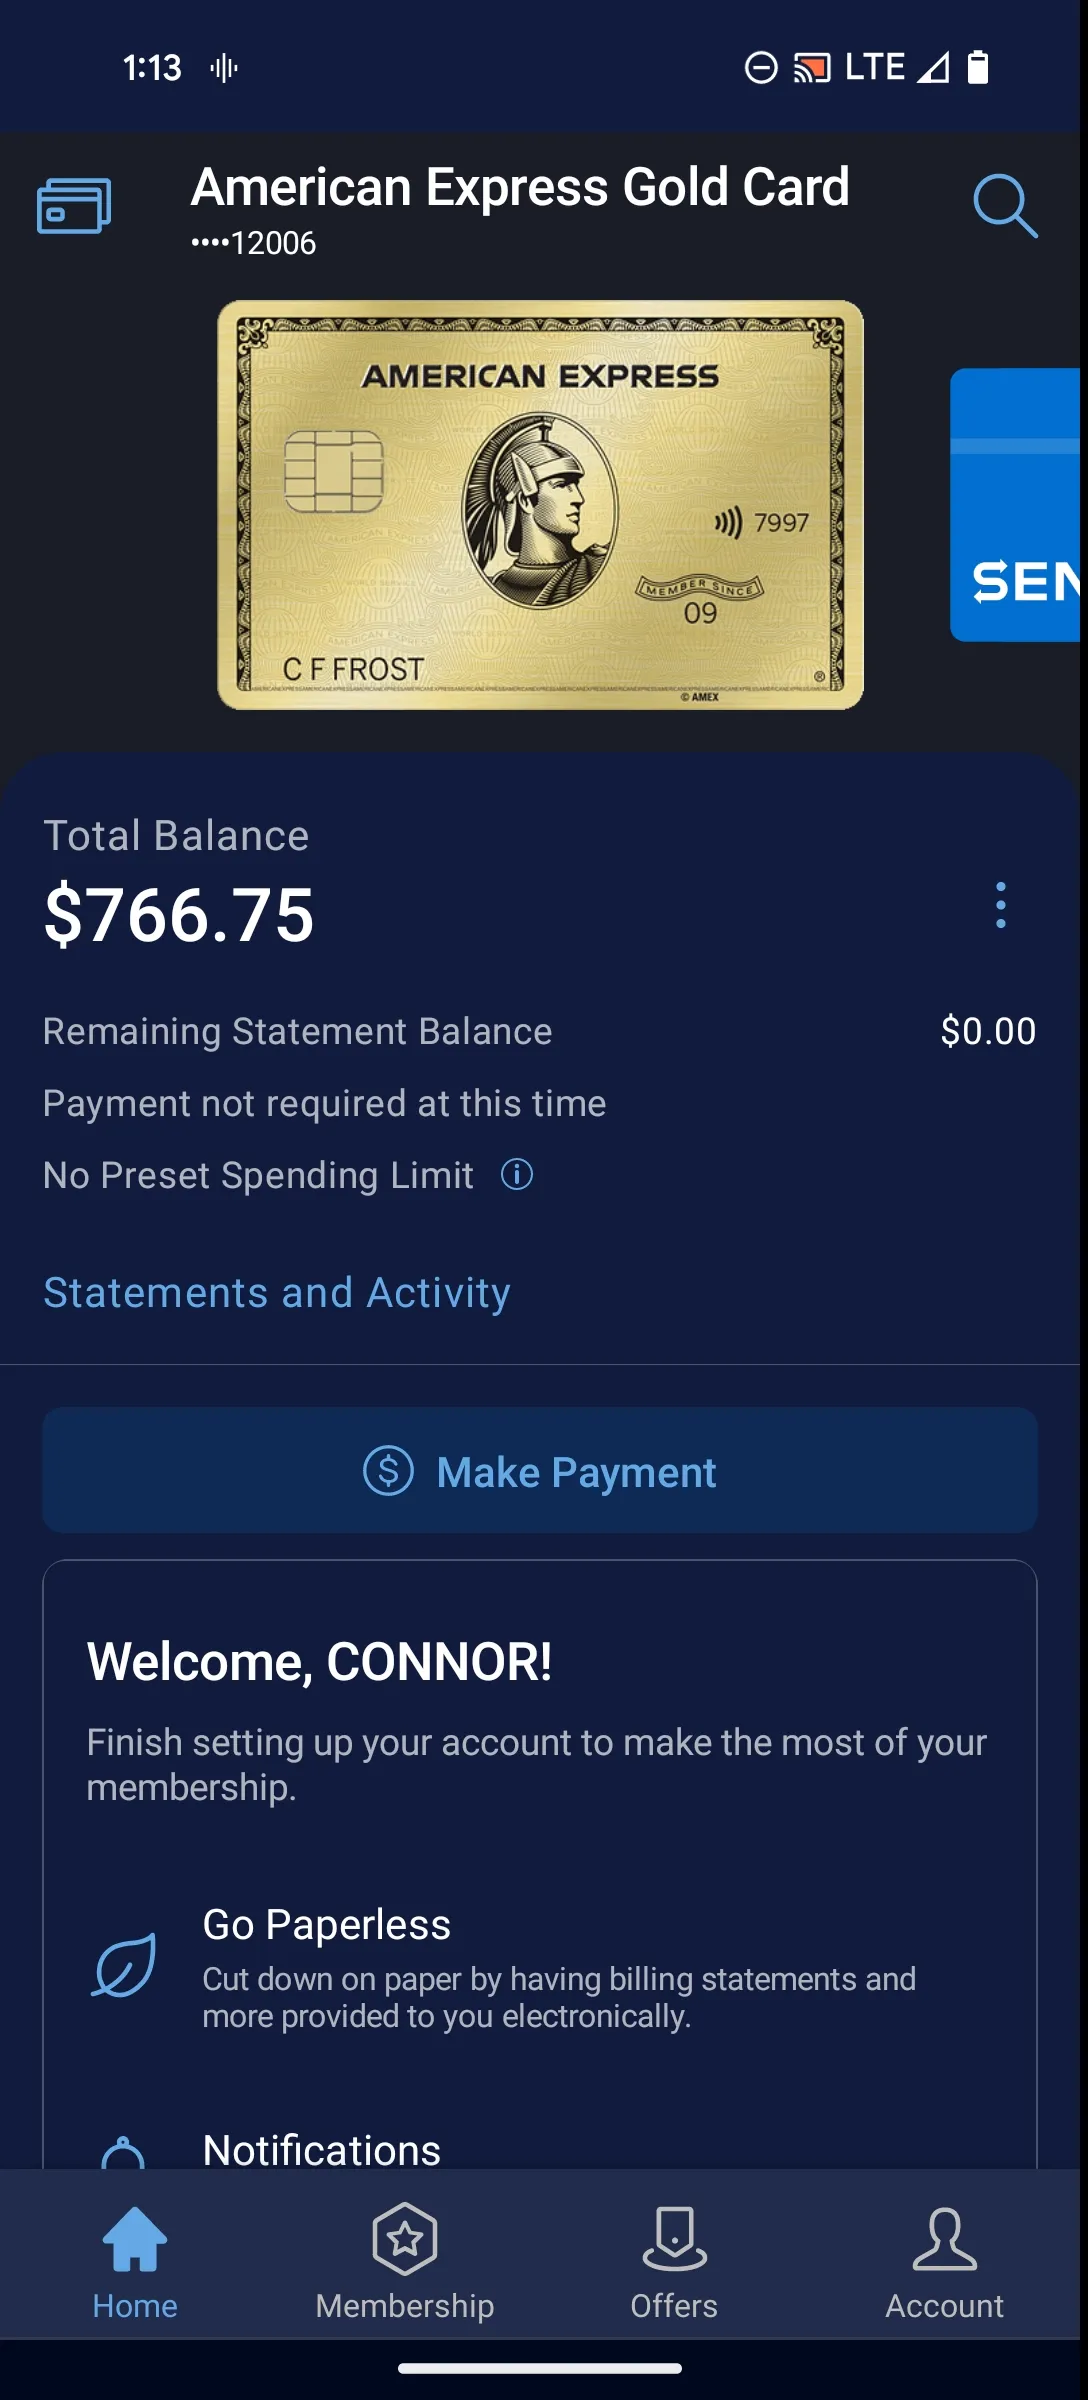 1:13
LTE
American Express Gold Card
••••12006
AMERICAN EXPRESS
7997
MEMBER SINCE
09
C F FROST
®
© AMEX
SEN
Total Balance
$766.75
Remaining Statement Balance $0.00
Payment not required at this time
No Preset Spending Limit
Statements and Activity
Make Payment
Welcome, CONNOR!
Finish setting up your account to make the most of your
membership.
Go Paperless
Cut down on paper by having billing statements and
more provided to you electronically.
Notifications
Home Membership Offers Account